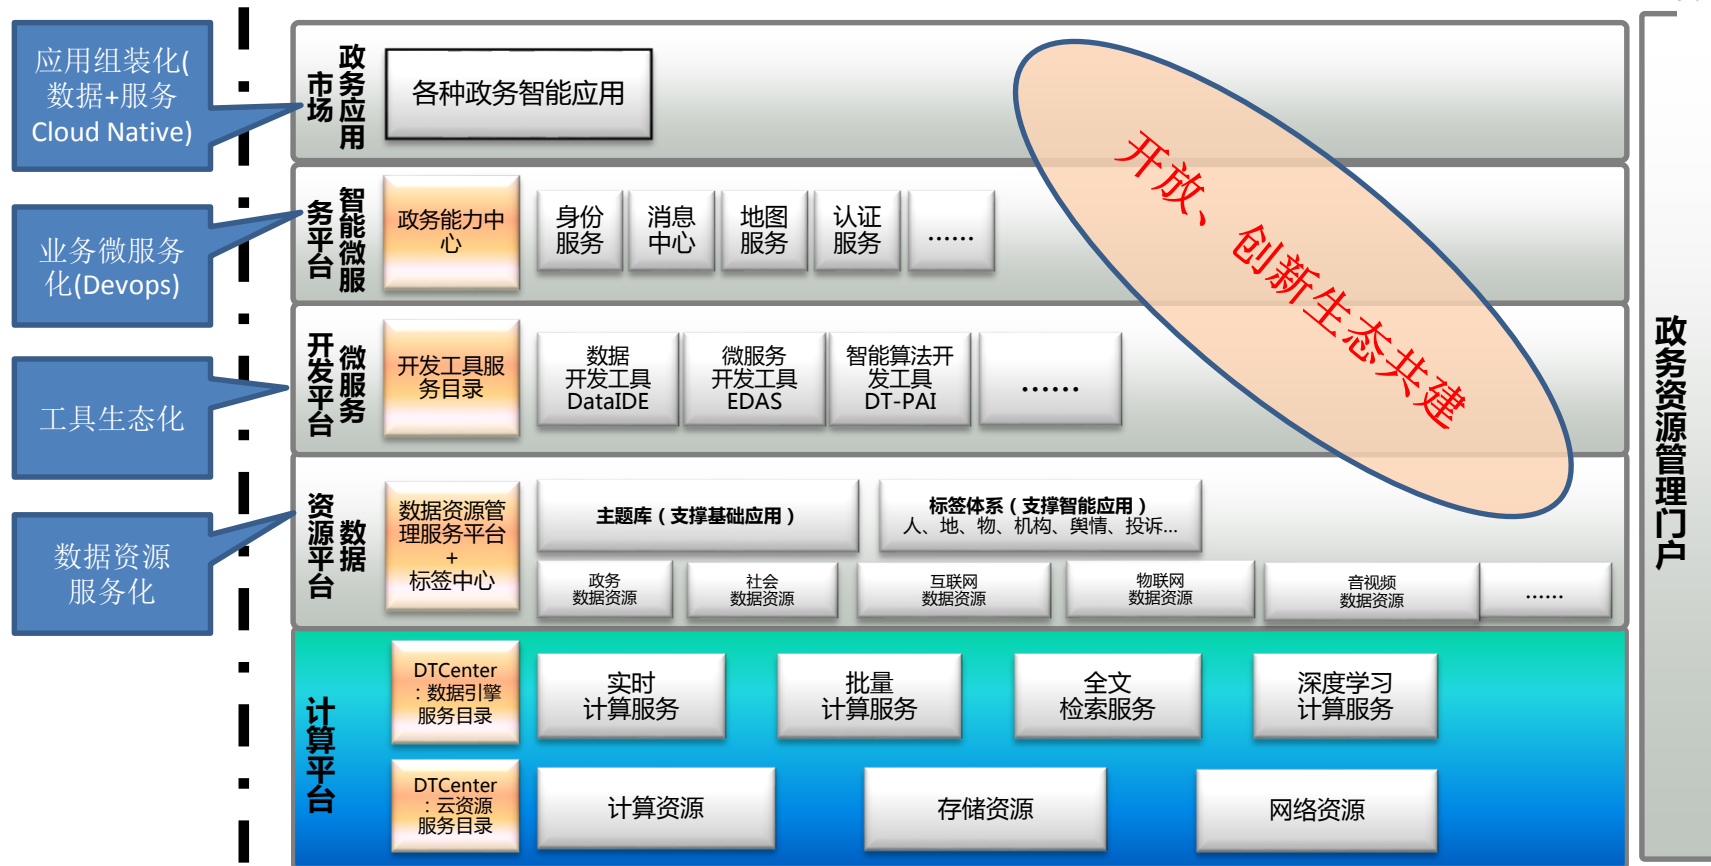 应用组装化(
数据+服务
Cloud Native)
业务微服务
化(Devops)
工具生态化
数据资源
服务化
政务应用
市场
各种政务智能应用
智能微服
务平台
政务能力中
心
身份
服务
消息
中心
地图
服务
认证
服务
......
微服务
开发平台
开发工具服
务目录
数据
开发工具
DataIDE
微服务
开发工具
EDAS
智能算法开
发工具
DT-PAI
......
数据
资源平台
数据资源管
理服务平台
+
标签中心
主题库（支撑基础应用）
标签体系（支撑智能应用）
人、地、物、机构、舆情、投诉...
政务
数据资源
社会
数据资源
互联网
数据资源
物联网
数据资源
音视频
数据资源
......
计算平台
DTCenter
：数据引擎
服务目录
实时
计算服务
批量
计算服务
全文
检索服务
深度学习
计算服务
DTCenter
：云资源
服务目录
计算资源
存储资源
网络资源
开放、创新生态共建
政务资源管理门户